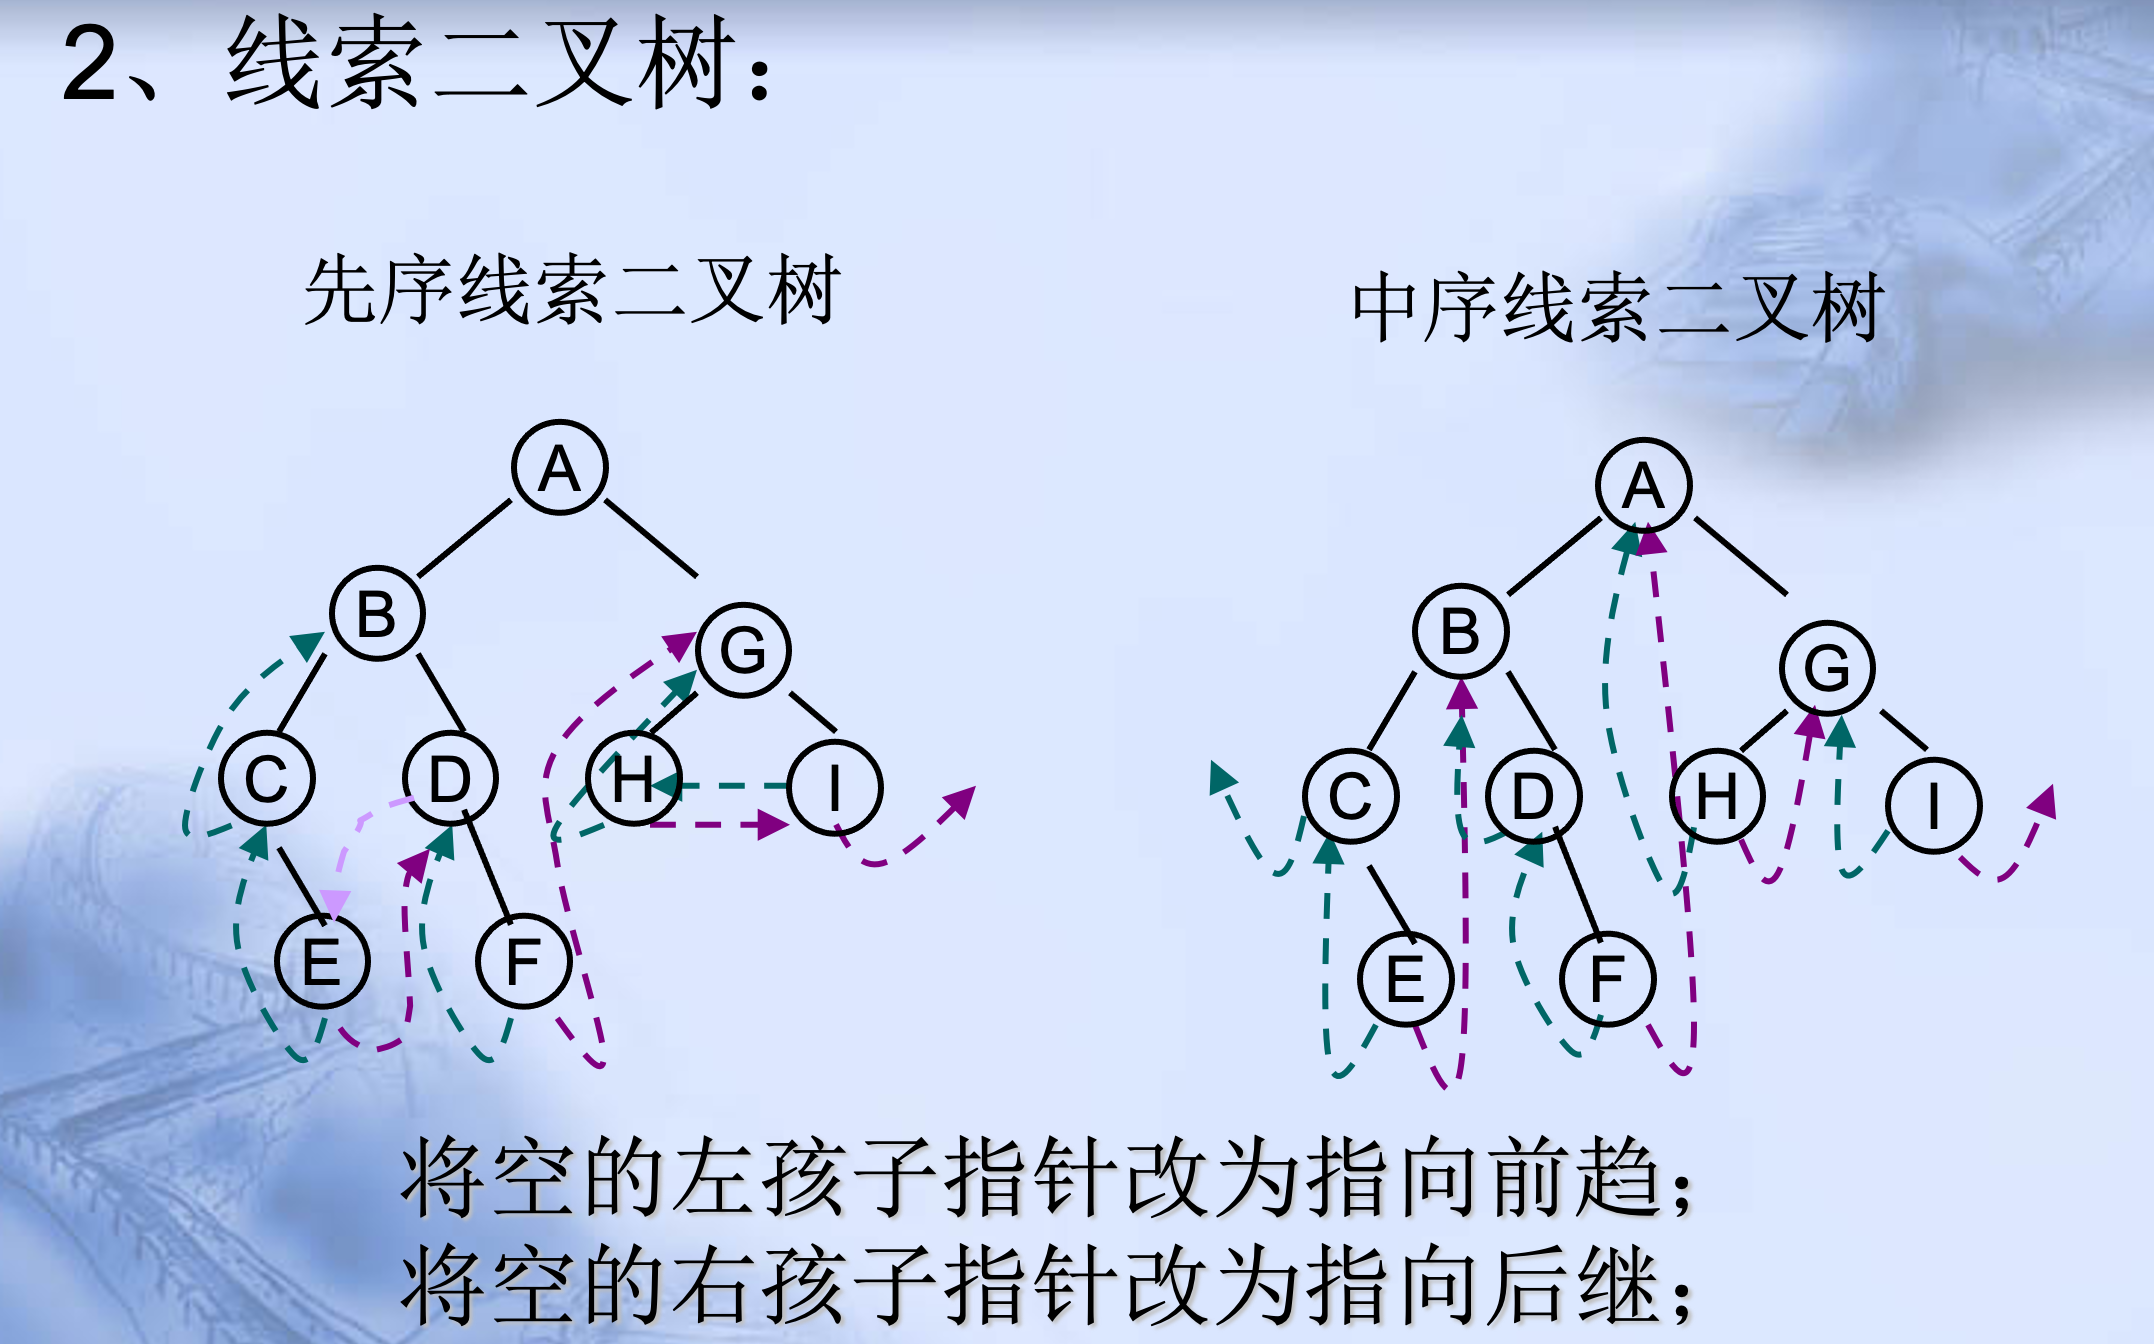 2、线索二叉树：
先序线索二叉树
中序线索二叉树
A
B
G
C
D
H
I
E
F
A
B
G
C
D
H
I
E
F
将空的左孩子指针改为指向前趋；
将空的右孩子指针改为指向后继；